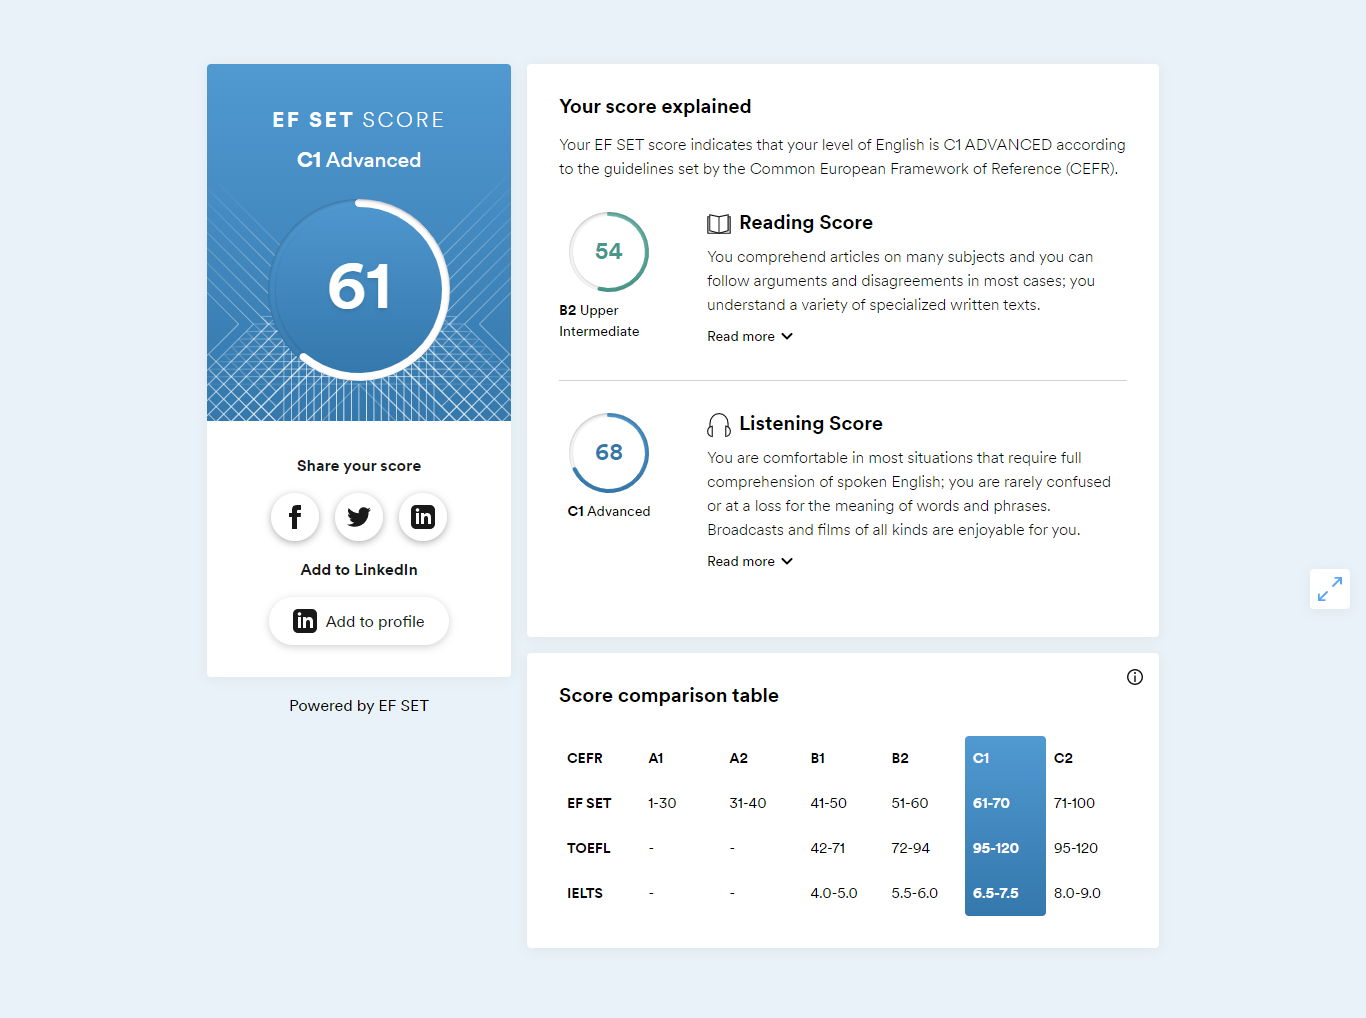 EF SET SCORE
C1 Advanced
61
Share your score
in
Add to LinkedIn
in Add to profile
Powered by EF SET
Your score explained
Your EF SET score indicates that your level of English is C1 ADVANCED according
to the guidelines set by the Common European Framework of Reference (CEFR).
54
B2 Upper
Intermediate
Reading Score
You comprehend articles on many subjects and you can
follow arguments and disagreements in most cases; you
understand a variety of specialized written texts.
Read more
68
C1 Advanced
Listening Score
You are comfortable in most situations that require full
comprehension of spoken English; you are rarely confused
or at a loss for the meaning of words and phrases.
Broadcasts and films of all kinds are enjoyable for you.
Read more
Score comparison table
CEFR A1 A2 B1 B2 C1 C2
EF SET 1-30 31-40 41-50 51-60 61-70 71-100
TOEFL - - 42-71 72-94 95-120 95-120
IELTS - - 4.0-5.0 5.5-6.0 6.5-7.5 8.0-9.0